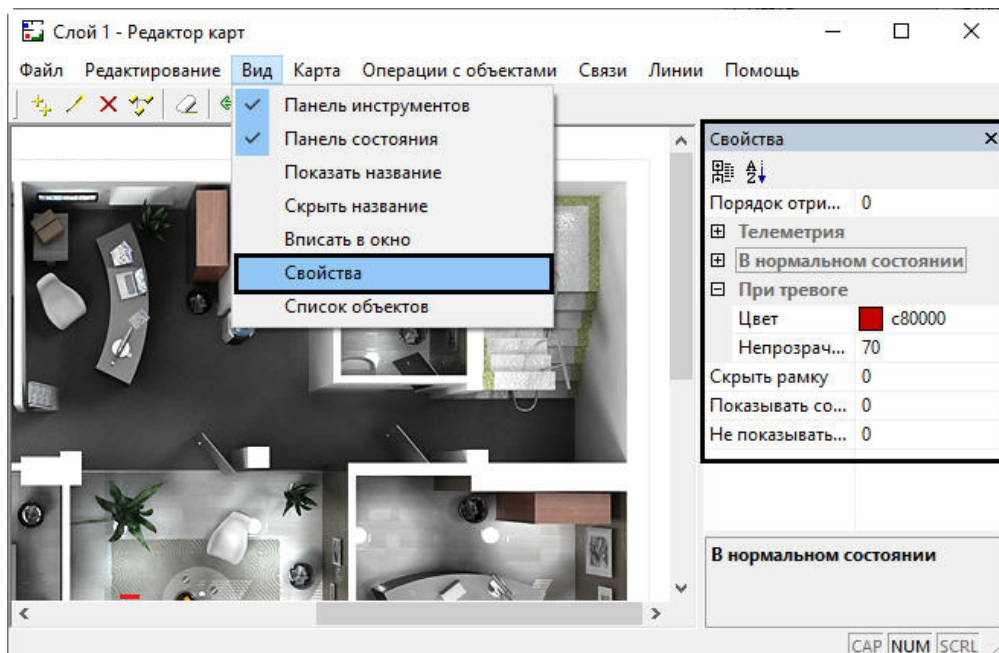 Слой 1 - Редактор карт
Файл Редактирование Вид Карта Операции с объектами Связи Линии Помощь
Панель инструментов
Панель состояния
Показать название
Скрыть название
Вписать в окно
Свойства
Список объектов
Свойства
Порядок отри... 0
Телеметрия
В нормальном состоянии
При тревоге
Цвет c80000
Непрозрач... 70
Скрыть рамку 0
Показывать со... 0
Не показывать... 0
В нормальном состоянии
CAP NUM SCRL